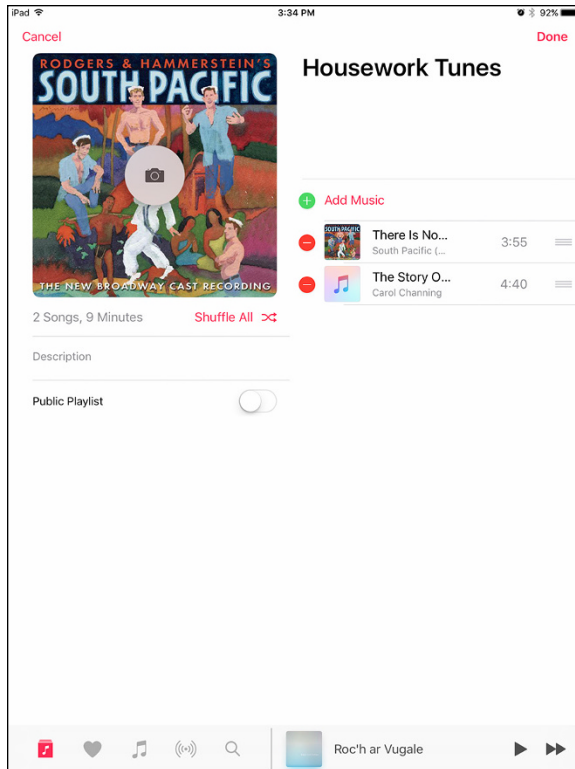 iPad
3:34 PM
92%
Cancel
Done
RODGERS & HAMMERSTEIN'S
SOUTH PACIFIC
THE NEW BROADWAY CAST RECORDING
Housework Tunes
Add Music
There Is No...
South Pacific (...
3:55
The Story O...
Carol Channing
4:40
2 Songs, 9 Minutes
Shuffle All
Description
Public Playlist
Roc'h ar Vugale